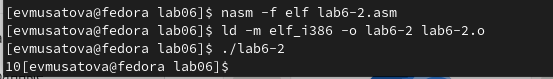 [evmusatova@fedora lab06]$ nasm -f elf lab6-2.asm
[evmusatova@fedora lab06]$ ld -m elf_i386 -o lab6-2 lab6-2.o
[evmusatova@fedora lab06]$ ./lab6-2
10[evmusatova@fedora lab06]$